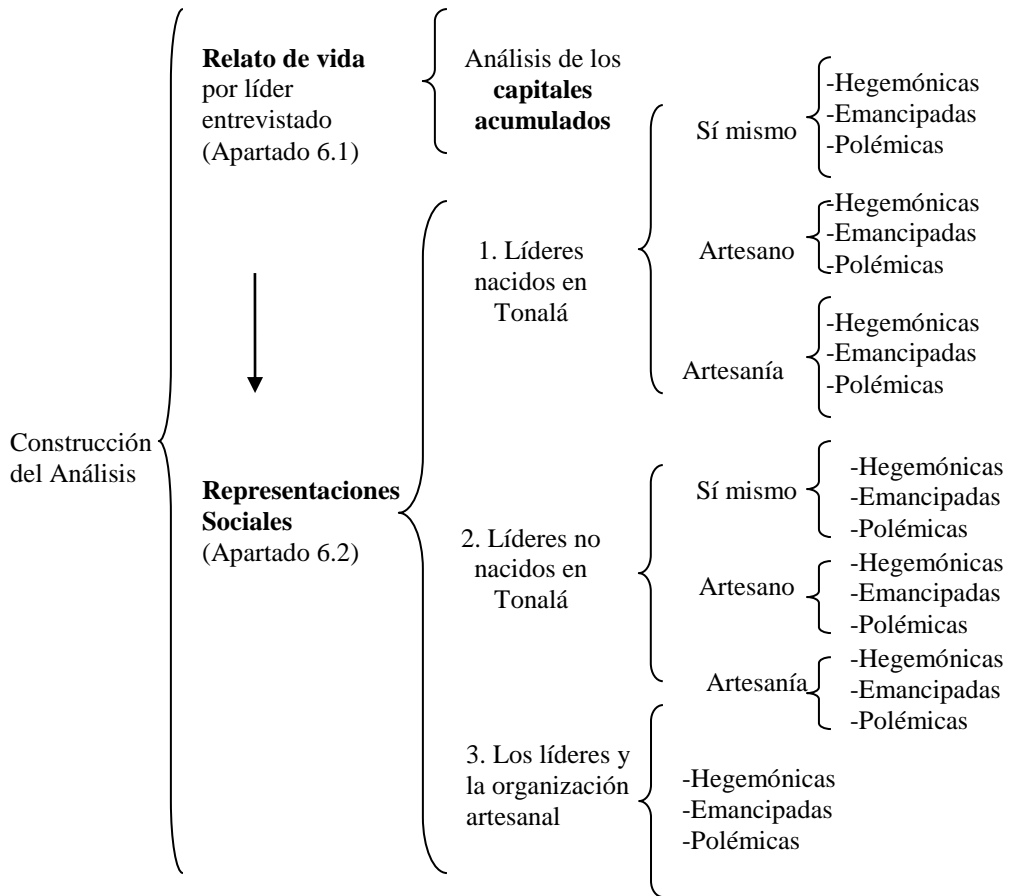 Construcción
del Análisis
Relato de vida
por líder
entrevistado
(Apartado 6.1)
Análisis de los
capitales
acumulados
Representaciones
Sociales
(Apartado 6.2)
1. Líderes
nacidos en
Tonalá
Sí mismo
-Hegemónicas
-Emancipadas
-Polémicas
Artesano
-Hegemónicas
-Emancipadas
-Polémicas
Artesanía
-Hegemónicas
-Emancipadas
-Polémicas
2. Líderes no
nacidos en
Tonalá
Sí mismo
-Hegemónicas
-Emancipadas
-Polémicas
Artesano
-Hegemónicas
-Emancipadas
-Polémicas
Artesanía
-Hegemónicas
-Emancipadas
-Polémicas
3. Los líderes y
la organización
artesanal
-Hegemónicas
-Emancipadas
-Polémicas